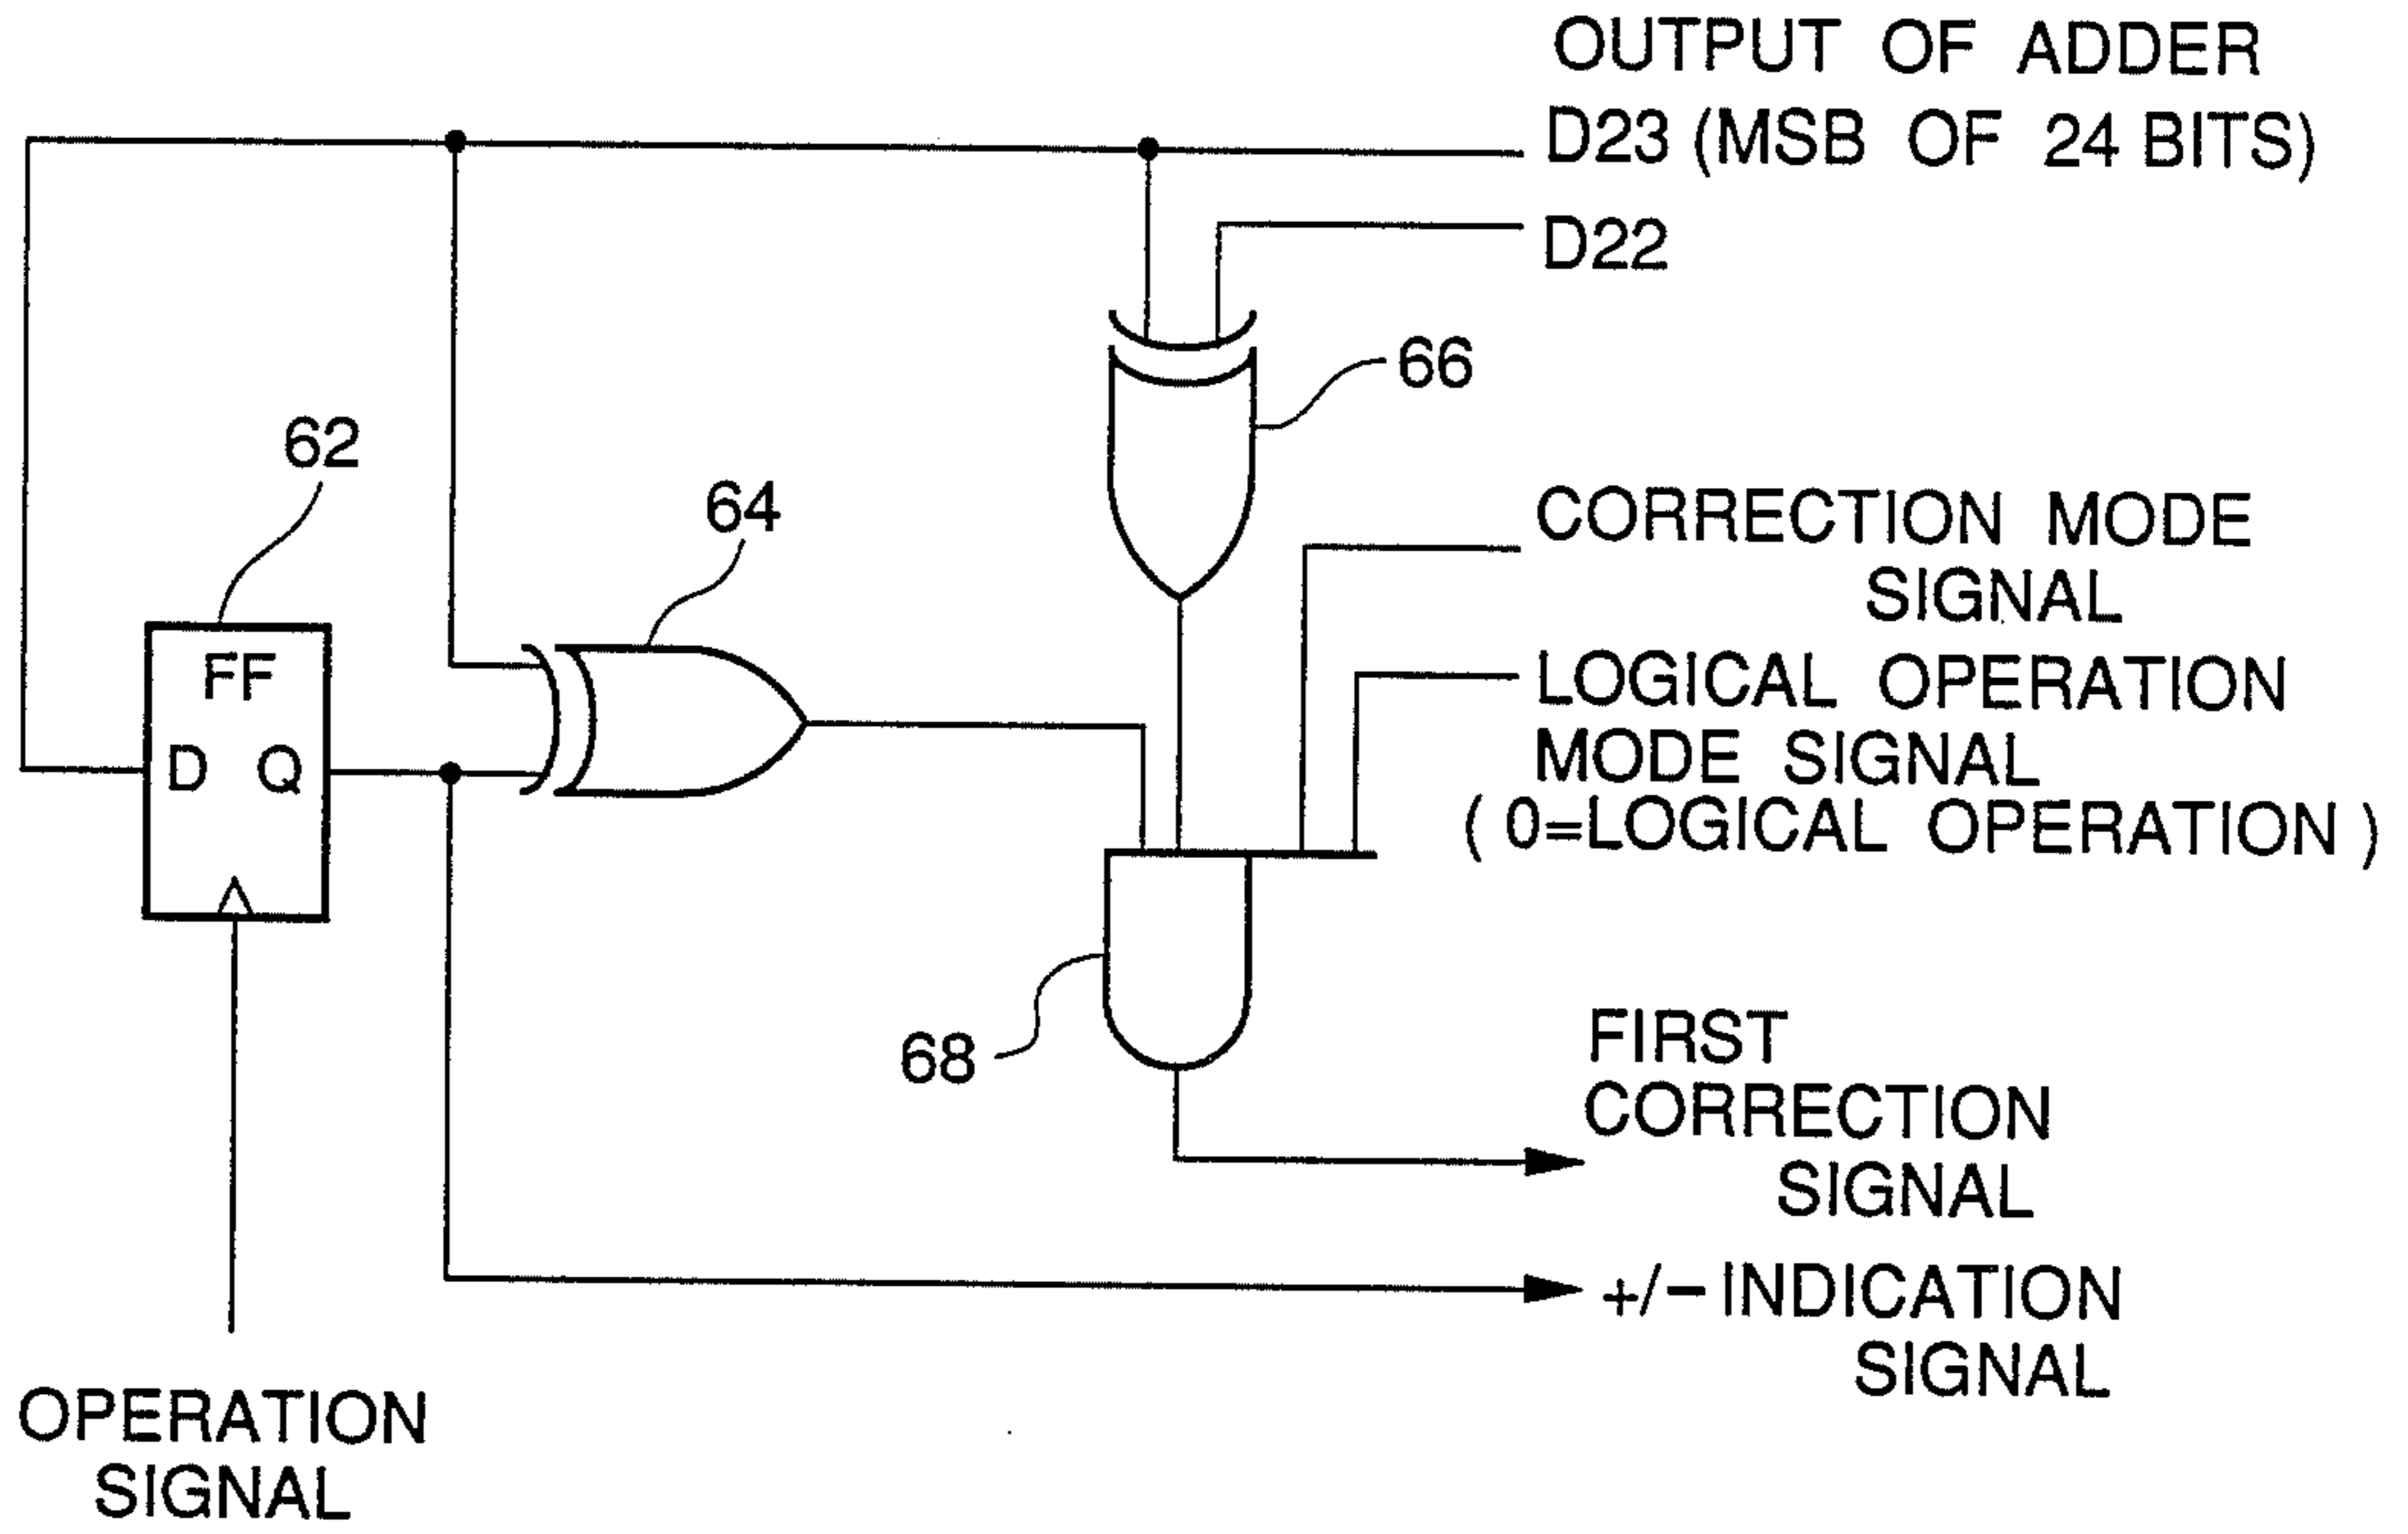 OUTPUT OF ADDER
D23 (MSB OF 24 BITS)
D22
66
62
64
CORRECTION MODE
SIGNAL
LOGICAL OPERATION
MODE SIGNAL
( 0=LOGICAL OPERATION )
FF
D Q
68
FIRST
CORRECTION
SIGNAL
+/− INDICATION
SIGNAL
OPERATION
SIGNAL